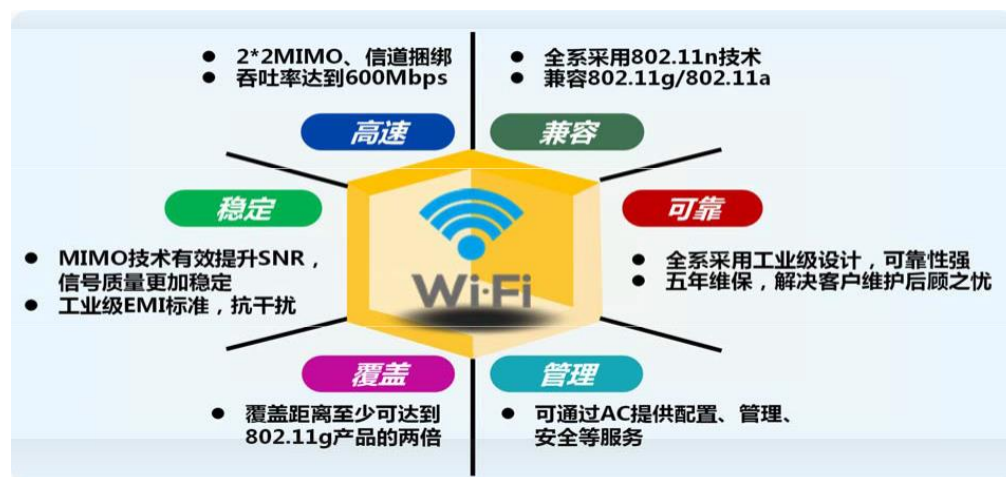 ● 2*2MIMO、信道捆绑
● 吞吐率达到600Mbps
高速
● 全系采用802.11n技术
● 兼容802.11g/802.11a
兼容
稳定
● MIMO技术有效提升SNR，
信号质量更加稳定
● 工业级EMI标准，抗干扰
Wi-Fi
可靠
● 全系采用工业级设计，可靠性强
● 五年维保，解决客户维护后顾之忧
覆盖
● 覆盖距离至少可达到
802.11g产品的两倍
管理
● 可通过AC提供配置、管理、
安全等服务